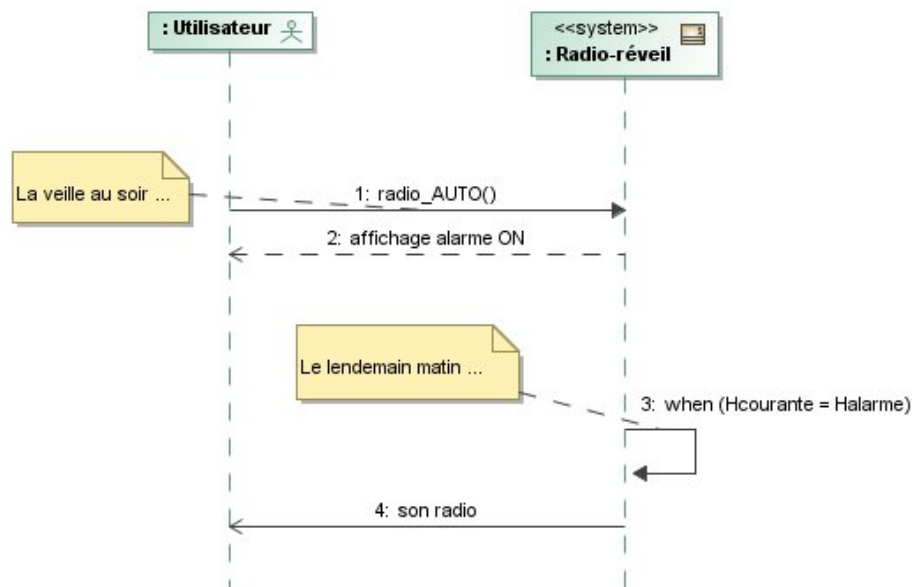 : Utilisateur
<<system>>
: Radio-réveil
La veille au soir ...
1: radio_AUTO()
2: affichage alarme ON
Le lendemain matin ...
3: when (Hcourante = Halarme)
4: son radio